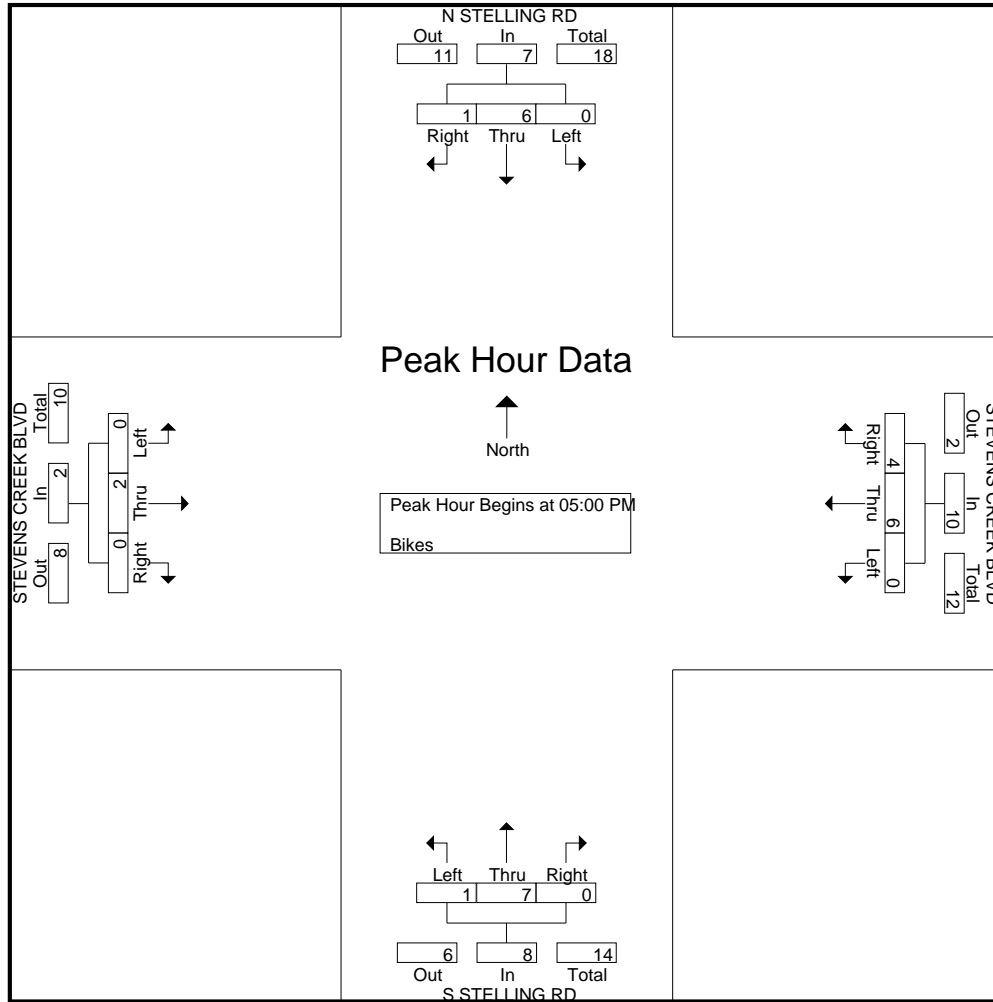 N STELLING RD
Out In Total
11 7 18
1 6 0
Right Thru Left
Peak Hour Data
North
Peak Hour Begins at 05:00 PM
Bikes
STEVENS CREEK BLVD
Total In Out
10 2 8
0 2 0
Left Thru Right
STEVENS CREEK BLVD
Out In Total
2 10 12
4 6 0
Right Thru Left
Left Thru Right
1 7 0
6 8 14
Out In Total
S STELLING RD